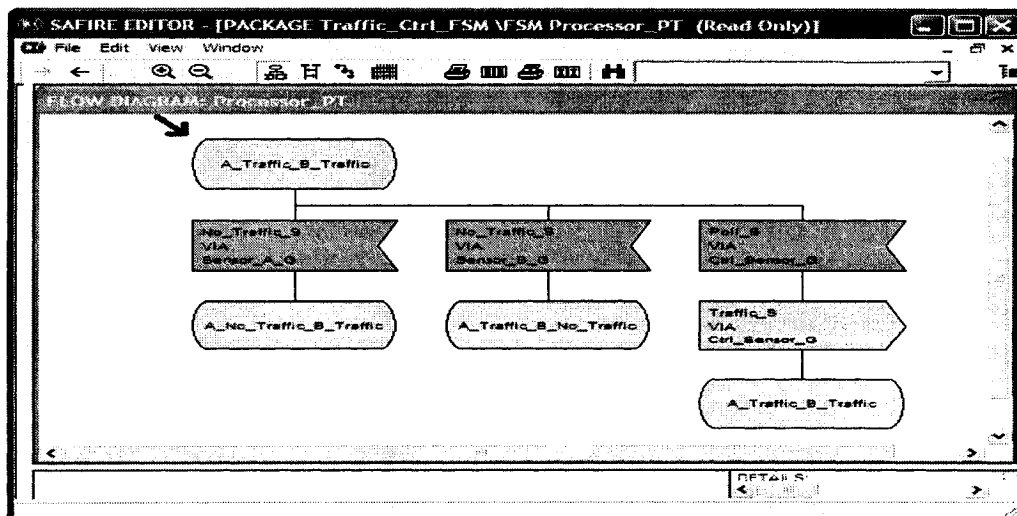 SAFIRE EDITOR - [PACKAGE Traffic_Ctrl_FSM \FSM Processor_PT (Read Only)]
File Edit View Window
FLOW DIAGRAM: Processor_PT
A_Traffic_B_Traffic
No_Traffic_S
VIA
Sensor_A_G
No_Traffic_S
VIA
Sensor_B_G
Poll_S
VIA
Ctrl_Sensor_G
A_No_Traffic_B_Traffic
A_Traffic_B_No_Traffic
Traffic_S
VIA
Ctrl_Sensor_G
A_Traffic_B_Traffic
DETAILS: